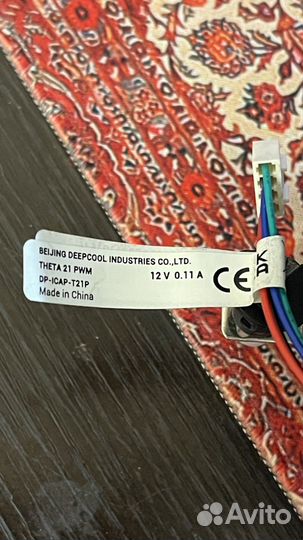 BEIJING DEEPCOOL INDUSTRIES CO.,LTD.
THETA 21 PWM 12 V 0.11 A
DP-ICAP-T21P
Made in China
CE
Avito